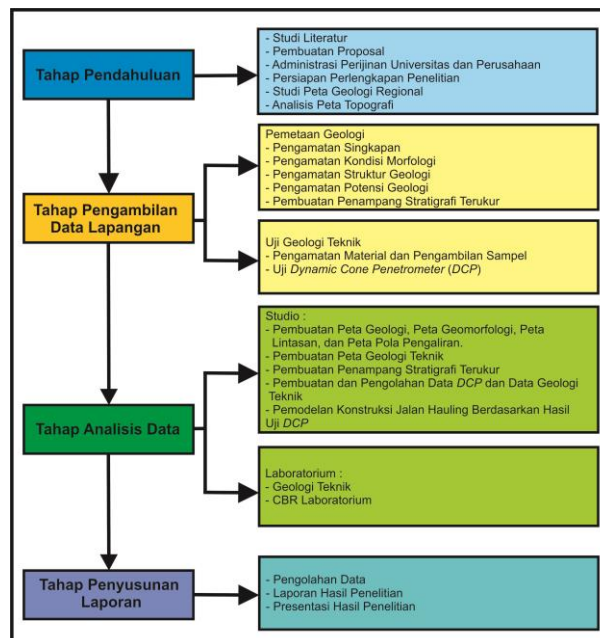 Tahap Pendahuluan
- Studi Literatur
- Pembuatan Proposal
- Administrasi Perijinan Universitas dan Perusahaan
- Persiapan Perlengkapan Penelitian
- Studi Peta Geologi Regional
- Analisis Peta Topografi
Tahap Pengambilan
Data Lapangan
Pemetaan Geologi
- Pengamatan Singkapan
- Pengamatan Kondisi Morfologi
- Pengamatan Struktur Geologi
- Pengamatan Potensi Geologi
- Pembuatan Penampang Stratigrafi Terukur
Uji Geologi Teknik
- Pengamatan Material dan Pengambilan Sampel
- Uji Dynamic Cone Penetrometer (DCP)
Tahap Analisis Data
Studio :
- Pembuatan Peta Geologi, Peta Geomorfologi, Peta
Lintasan, dan Peta Pola Pengaliran.
- Pembuatan Peta Geologi Teknik
- Pembuatan Penampang Stratigrafi Terukur
- Pembuatan dan Pengolahan Data DCP dan Data Geologi
Teknik
- Pemodelan Konstruksi Jalan Hauling Berdasarkan Hasil
Uji DCP
Laboratorium :
- Geologi Teknik
- CBR Laboratorium
Tahap Penyusunan
Laporan
- Pengolahan Data
- Laporan Hasil Penelitian
- Presentasi Hasil Penelitian